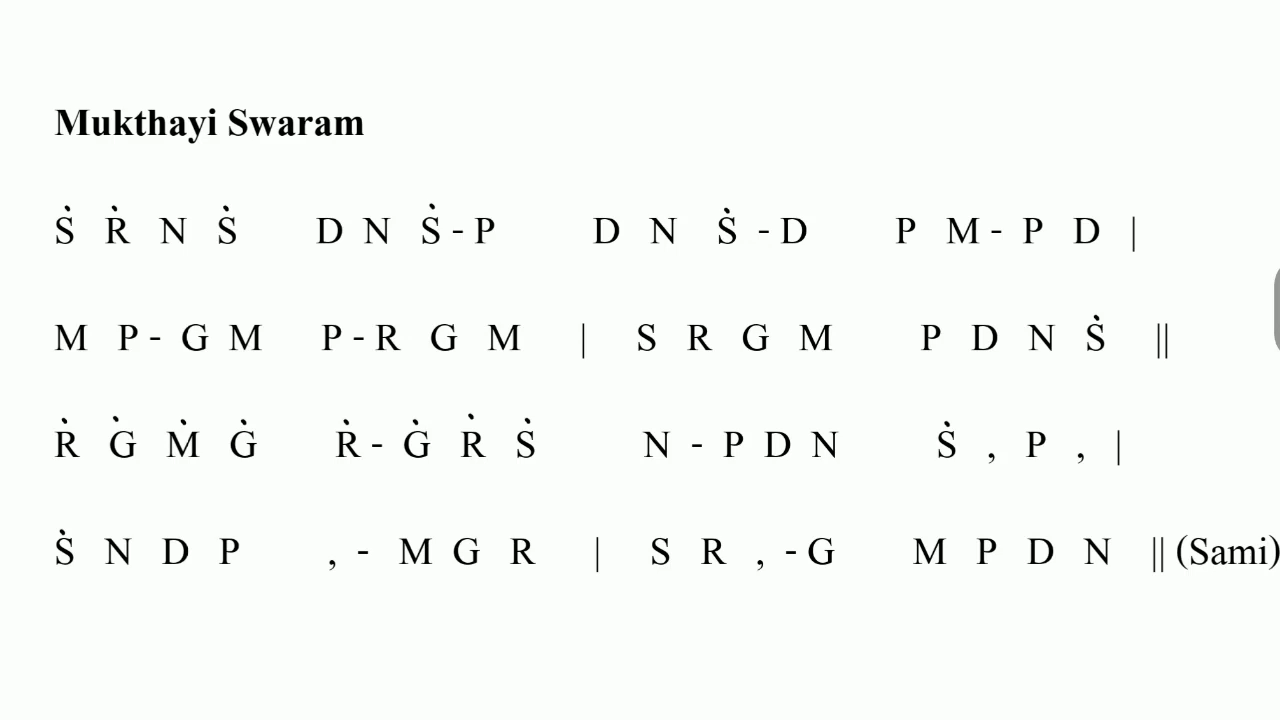 Mukthayi Swaram
Ṡ Ṙ N Ṡ D N Ṡ - P D N Ṡ - D P M - P D |
M P - G M P - R G M | S R G M P D N Ṡ ||
Ṙ Ġ Ṁ Ġ Ṙ - Ġ Ṙ Ṡ N - P D N Ṡ , P , |
Ṡ N D P , - M G R | S R , - G M P D N || (Sami)